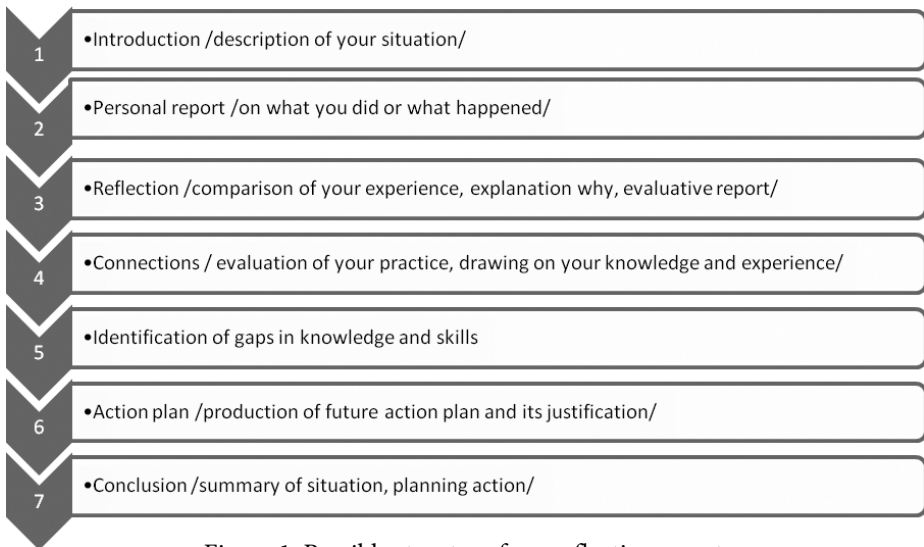 1
•Introduction /description of your situation/
2
•Personal report /on what you did or what happened/
3
•Reflection /comparison of your experience, explanation why, evaluative report/
4
•Connections / evaluation of your practice, drawing on your knowledge and experience/
5
•Identification of gaps in knowledge and skills
6
•Action plan /production of future action plan and its justification/
7
•Conclusion /summary of situation, planning action/